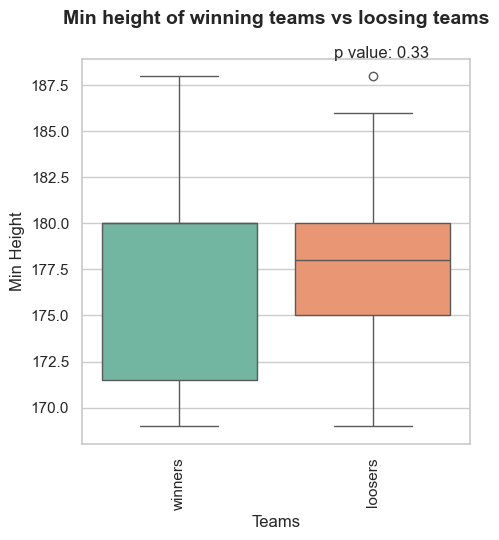 Min height of winning teams vs loosing teams
p value: 0.33
187.5
185.0
182.5
180.0
177.5
175.0
172.5
170.0
Min Height
winners
loosers
Teams